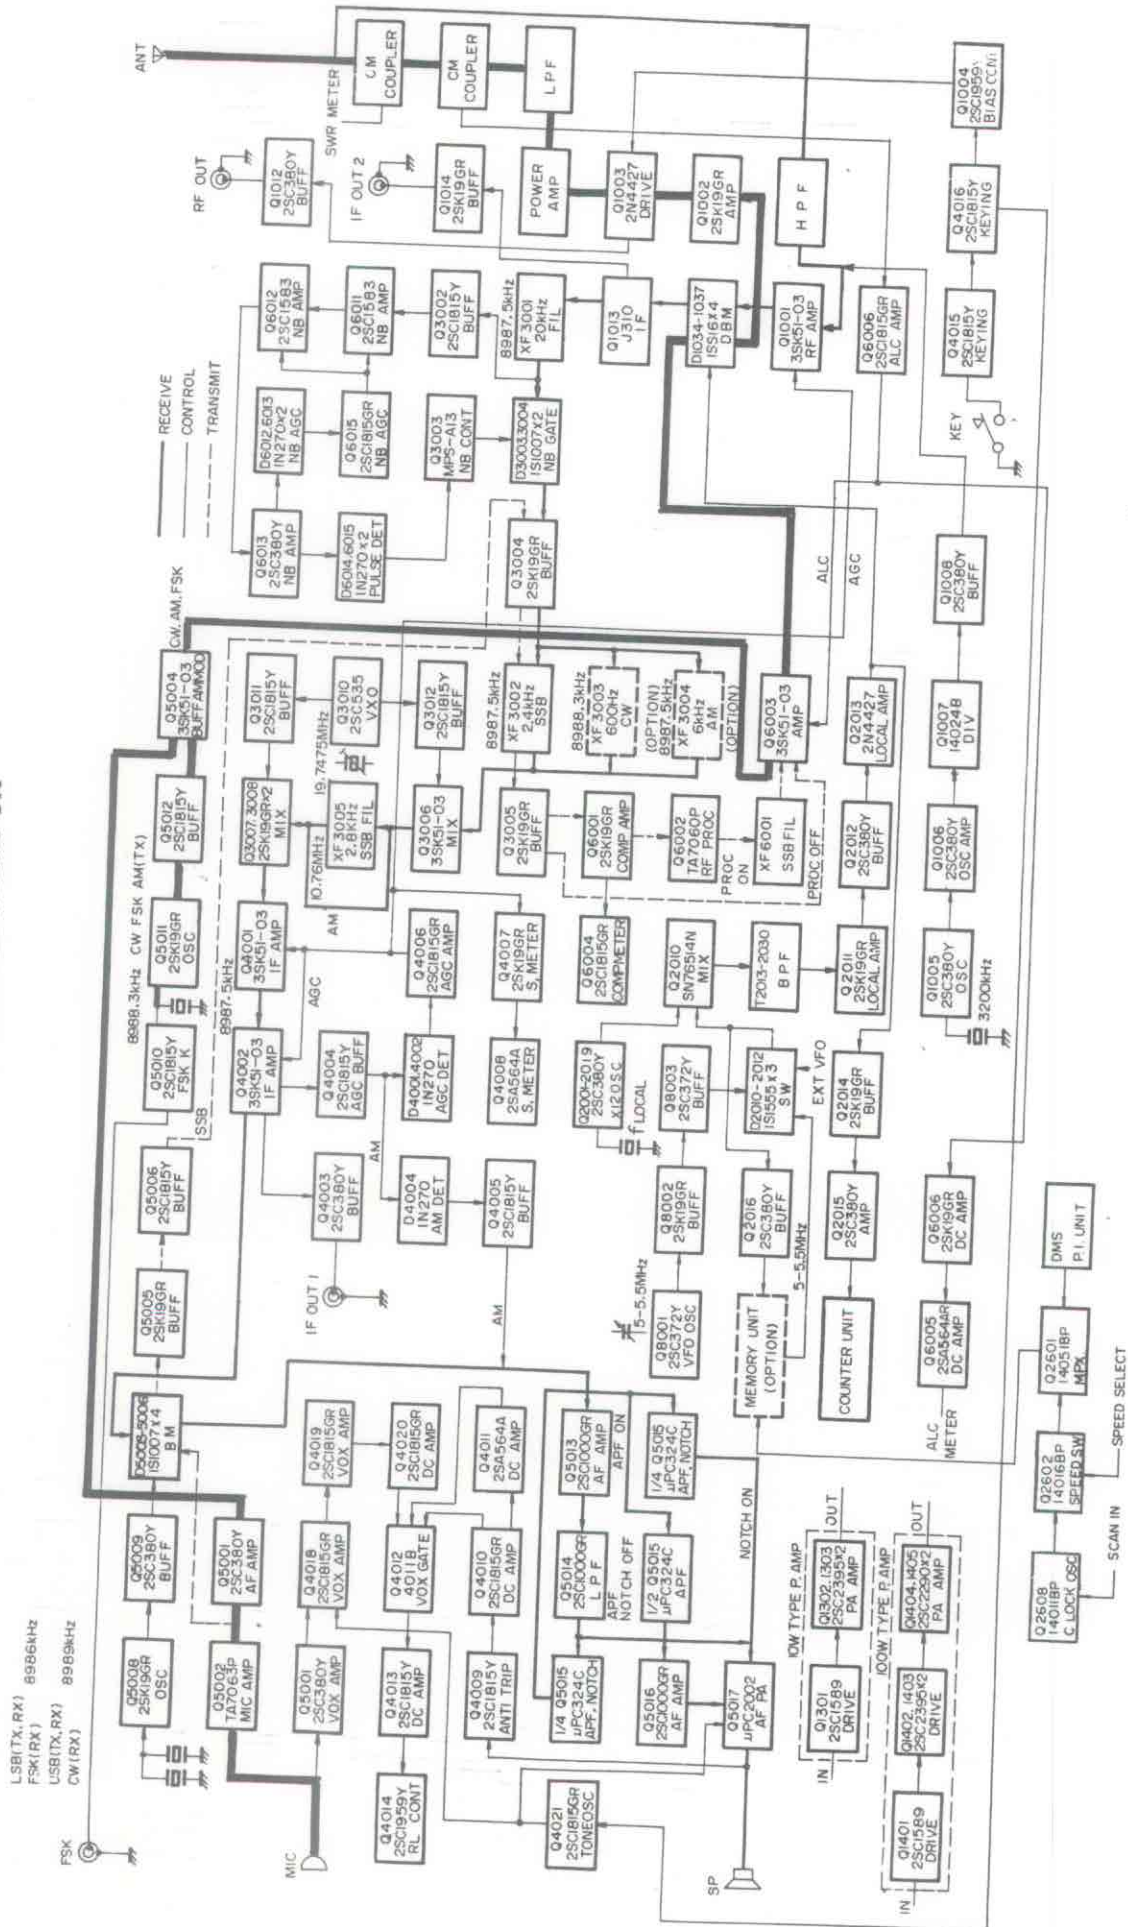 LSB(TX,RX)
FSK(RX) 8986kHz
USB(TX,RX)
CW(RX) 8989kHz
FSK
MIC
SP
Q5008
2SK19GR
OSC
Q5009
2SC380Y
BUFF
Q5002
TA7063P
MIC AMP
Q5001
2SC380Y
AF AMP
1S1007x4
BM
Q5005
2SK19GR
BUFF
Q5006
2SC1815Y
BUFF
SSB
Q5010
2SC1815Y
FSK K
8988.3kHz CW FSK AM(TX)
Q5011
2SK19GR
OSC
Q5012
2SC1815Y
BUFF
Q5004
3SK51-03
BUFF AMMOD
CW.AM.FSK
RECEIVE
CONTROL
TRANSMIT
ANT
SWR METER
CM
COUPLER
CM
COUPLER
LPF
POWER
AMP
RF OUT
Q1012
2SC380Y
BUFF
IF OUT 2
Q1014
2SK19GR
BUFF
Q1003
2N4427
DRIVE
Q1002
2SK19GR
AMP
HPF
Q1004
2SC1959Y
BIAS CONT
Q4016
2SC1815Y
KEYING
Q4015
2SC1815Y
KEYING
KEY
Q6012
2SC1583
NB AMP
Q6011
2SC1583
NB AMP
Q3002
2SC1815Y
BUFF
8987.5kHz
XF 3001
20kHz
FIL
Q1013
J310
IF
D1034-1037
1SS16x4
DBM
Q1001
3SK51-03
RF AMP
Q6006
2SC1815GR
ALC AMP
D6012.6013
1N270x2
NB AGC
Q6015
2SC1815GR
NB AGC
Q3003
MPS-A13
NB CONT
D3003.3004
1S1007x2
NB GATE
Q6013
2SC380Y
NB AMP
D6014.6015
1N270x2
PULSE DET
Q3004
2SK19GR
BUFF
ALC
AGC
Q3011
2SC1815Y
BUFF
Q3010
2SC535
VXO
19.7475MHz
Q3012
2SC1815Y
BUFF
8987.5kHz
XF 3002
2.4kHz
SSB
8988.3kHz
XF 3003
600Hz
CW
(OPTION)
8987.5kHz
XF 3004
6kHz
AM
(OPTION)
Q6003
3SK51-03
AMP
Q3007.3008
2SK19GRx2
MIX
10.76MHz
XF3005
2.8KHz
SSB FIL
AM
Q3006
3SK51-03
MIX
Q3005
2SK19GR
BUFF
Q6001
2SK19GR
COMP AMP
Q6002
TA7060P
RF PROC
PROC
ON
XF6001
SSB FIL
PROC OFF
8987.5kHz
Q4001
3SK51-03
IF AMP
AGC
Q4002
3SK51-03
IF AMP
Q4006
2SC1815GR
AGC AMP
Q4007
2SK19GR
S, METER
Q6004
2SC1815GR
COMPMETER
Q4004
2SC1815Y
AGC BUFF
D4001.4002
1N270
AGC DET
Q4008
2SA564A
S, METER
Q4003
2SC380Y
BUFF
IF OUT 1
AM
D4004
1N270
AM DET
Q4005
2SC1815Y
BUFF
AM
Q2010
SN76514N
MIX
T2013-2030
BPF
Q2011
2SK19GR
LOCAL AMP
Q2012
2SC380Y
BUFF
Q2013
2N4427
LOCAL AMP
Q2001-2019
2SC380Y
X12 OSC
f LOCAL
Q8003
2SC372Y
BUFF
D2010-2012
1S1555x3
SW
EXT VFO
Q8002
2SK19GR
BUFF
5-5.5MHz
Q8001
2SC372Y
VFO OSC
Q2016
2SC380Y
BUFF
MEMORY UNIT
(OPTION)
5-5.5MHz
Q2014
2SK19GR
BUFF
Q2015
2SC380Y
AMP
COUNTER UNIT
Q1005
2SC380Y
OSC
3200kHz
Q1006
2SC380Y
OSC AMP
Q1007
14024B
DIV
Q1008
2SC380Y
BUFF
Q6006
2SK19GR
DC AMP
Q6005
2SA564AR
DC AMP
ALC
METER
Q5001
2SC380Y
VOX AMP
Q4018
2SC1815GR
VOX AMP
Q4019
2SC1815GR
VOX AMP
Q4020
2SC1815GR
DC AMP
Q4014
2SC1959Y
RL CONT
Q4013
2SC1815Y
DC AMP
Q4012
4011B
VOX GATE
Q4011
2SA564A
DC AMP
Q4009
2SC1815Y
ANTI TRIP
Q4010
2SC1815GR
DC AMP
Q4021
2SC1815GR
TONEOSC
Q5013
2SC1000GR
AF AMP
APF ON
Q5014
2SC1000GR
LPF
APF
NOTCH OFF
1/4 Q5015
µPC324C
APF, NOTCH
1/4 Q5015
µPC324C
APF, NOTCH
1/2 Q5015
µPC324C
APF
Q5016
2SC1000GR
AF AMP
NOTCH ON
Q5017
µPC2002
AF PA
10W TYPE P.AMP
IN
Q1301
2SC1589
DRIVE
Q1302.1303
2SC2395x2
PA AMP
OUT
100W TYPE P.AMP
IN
Q1401
2SC1589
DRIVE
Q1402.1403
2SC2395x2
DRIVE
Q1404.1405
2SC2290x2
PA AMP
OUT
Q2608
14011BP
CLOCK OSC
SCAN IN
Q2602
14016BP
SPEED SW
SPEED SELECT
Q2601
14051BP
MPX
DMS
P.I. UNIT